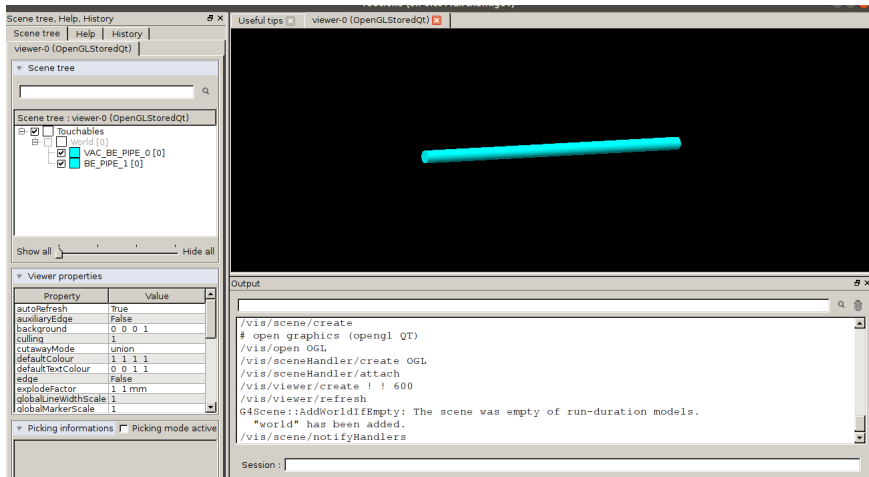 Scene tree, Help, History
Scene tree Help History
viewer-0 (OpenGLStoredQt)
Scene tree
Scene tree : viewer-0 (OpenGLStoredQt)
Touchables
World [0]
VAC_BE_PIPE_0 [0]
BE_PIPE_1 [0]
Show all Hide all
Viewer properties
Property Value
autoRefresh True
auxiliaryEdge False
background 0 0 0 1
culling 1
cutawayMode union
defaultColour 1 1 1 1
defaultTextColour 0 0 1 1
edge False
explodeFactor 1 1 mm
globalLineWidthScale 1
globalMarkerScale 1
Picking informations Picking mode active
Useful tips viewer-0 (OpenGLStoredQt)
Output
/vis/scene/create
# open graphics (opengl QT)
/vis/open OGL
/vis/sceneHandler/create OGL
/vis/sceneHandler/attach
/vis/viewer/create ! ! 600
/vis/viewer/refresh
G4Scene::AddWorldIfEmpty: The scene was empty of run-duration models.
"world" has been added.
/vis/scene/notifyHandlers
Session :